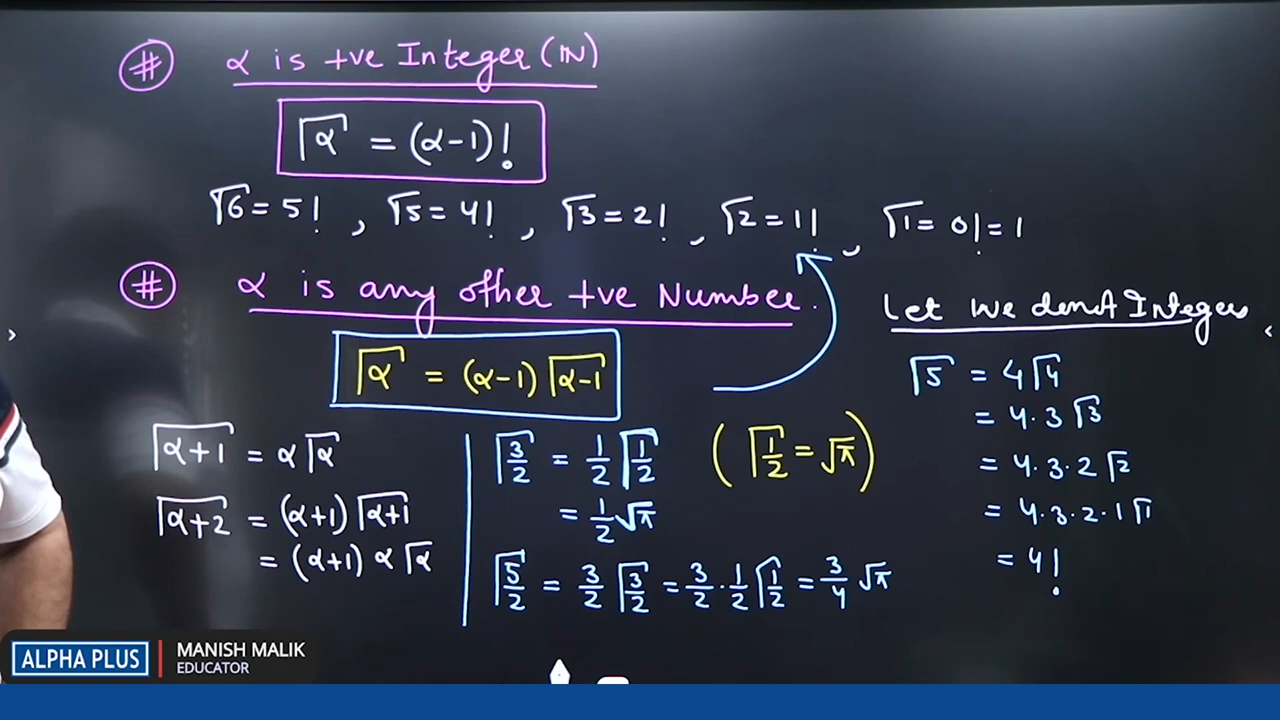 # α is +ve Integer (IN)
Γα = (α-1)!
Γ6 = 5! , Γ5 = 4! , Γ3 = 2! , Γ2 = 1! , Γ1 = 0! = 1
# α is any other +ve Number.
Γα = (α-1) Γα-1
Γα+1 = α Γα
Γα+2 = (α+1) Γα+1
= (α+1) α Γα
Γ3/2 = 1/2 Γ1/2 (Γ1/2 = √π)
= 1/2 √π
Γ5/2 = 3/2 Γ3/2 = 3/2 · 1/2 Γ1/2 = 3/4 √π
Let We denot Integers
Γ5 = 4 Γ4
= 4·3 Γ3
= 4·3·2 Γ2
= 4·3·2·1 Γ1
= 4!
ALPHA PLUS
MANISH MALIK
EDUCATOR